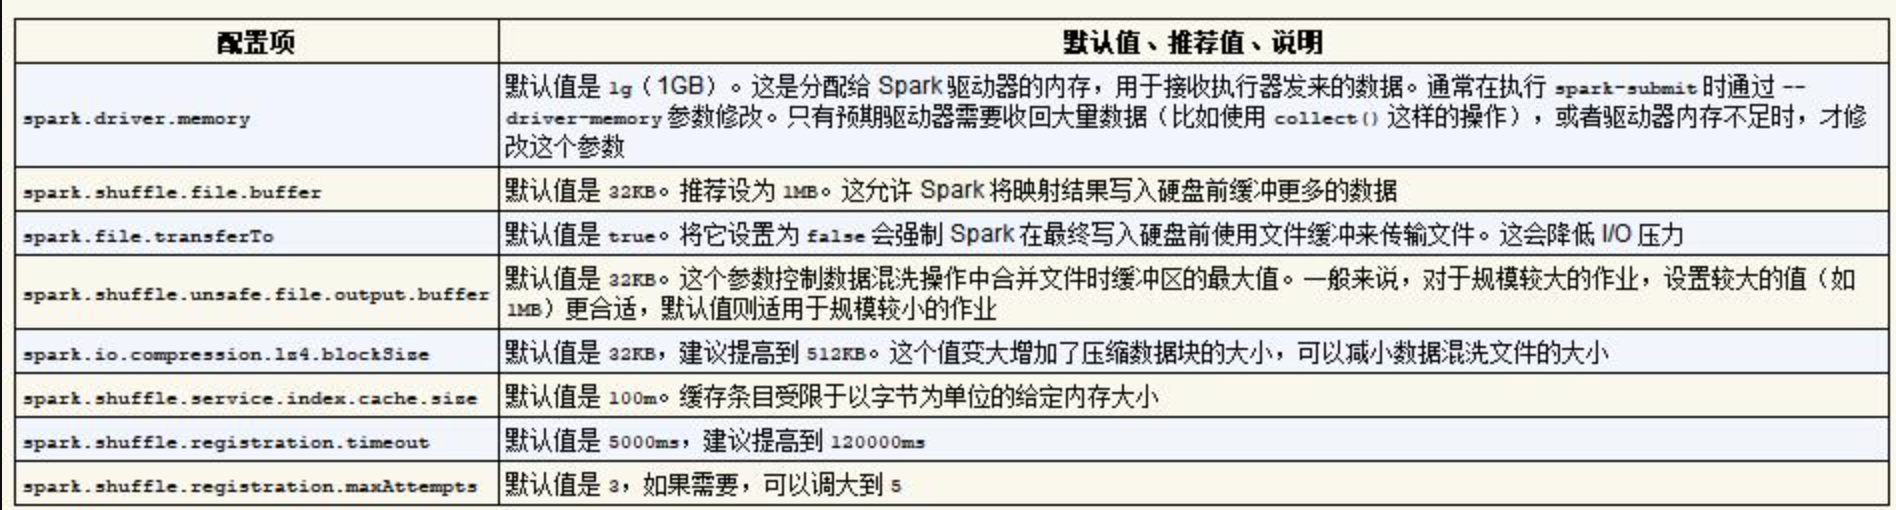 配置项
默认值、推荐值、说明
spark.driver.memory
默认值是 1g（1GB）。这是分配给 Spark 驱动器的内存，用于接收执行器发来的数据。通常在执行 spark-submit 时通过 --
driver-memory 参数修改。只有预期驱动器需要收回大量数据（比如使用 collect() 这样的操作），或者驱动器内存不足时，才修
改这个参数
spark.shuffle.file.buffer
默认值是 32KB。推荐设为 1MB。这允许 Spark 将映射结果写入硬盘前缓冲更多的数据
spark.file.transferTo
默认值是 true。将它设置为 false 会强制 Spark 在最终写入硬盘前使用文件缓冲来传输文件。这会降低 I/O 压力
spark.shuffle.unsafe.file.output.buffer
默认值是 32KB。这个参数控制数据混洗操作中合并文件时缓冲区的最大值。一般来说，对于规模较大的作业，设置较大的值（如
1MB）更合适，默认值则适用于规模较小的作业
spark.io.compression.lz4.blockSize
默认值是 32KB，建议提高到 512KB。这个值变大增加了压缩数据块的大小，可以减小数据混洗文件的大小
spark.shuffle.service.index.cache.size
默认值是 100m。缓存条目受限于以字节为单位的给定内存大小
spark.shuffle.registration.timeout
默认值是 5000ms，建议提高到 120000ms
spark.shuffle.registration.maxAttempts
默认值是 3，如果需要，可以调大到 5